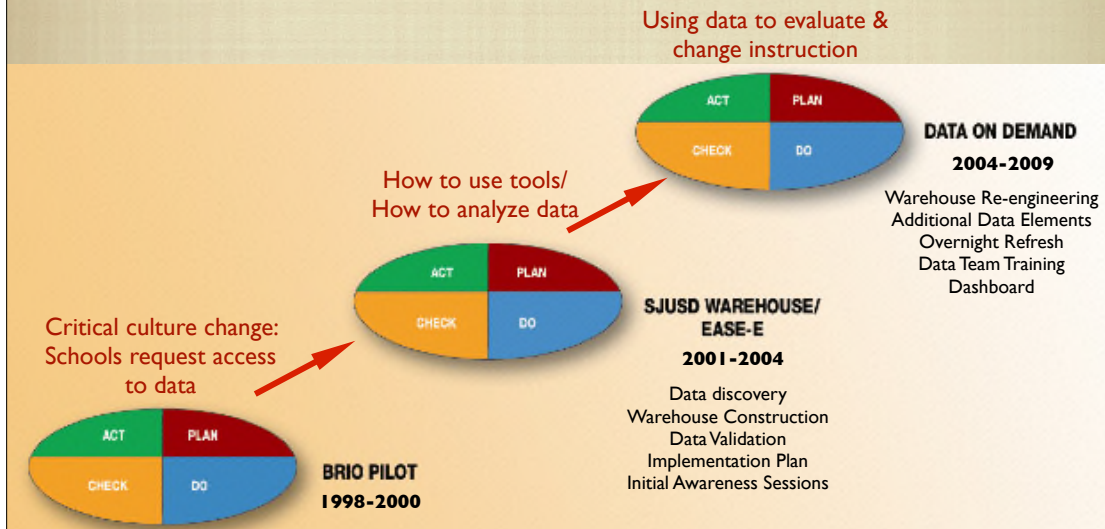 Using data to evaluate &
change instruction
ACT
PLAN
CHECK
DO
DATA ON DEMAND
2004-2009
Warehouse Re-engineering
Additional Data Elements
Overnight Refresh
Data Team Training
Dashboard
How to use tools/
How to analyze data
ACT
PLAN
CHECK
DO
SJUSD WAREHOUSE/
EASE-E
2001-2004
Data discovery
Warehouse Construction
Data Validation
Implementation Plan
Initial Awareness Sessions
Critical culture change:
Schools request access
to data
ACT
PLAN
CHECK
DO
BRIO PILOT
1998-2000